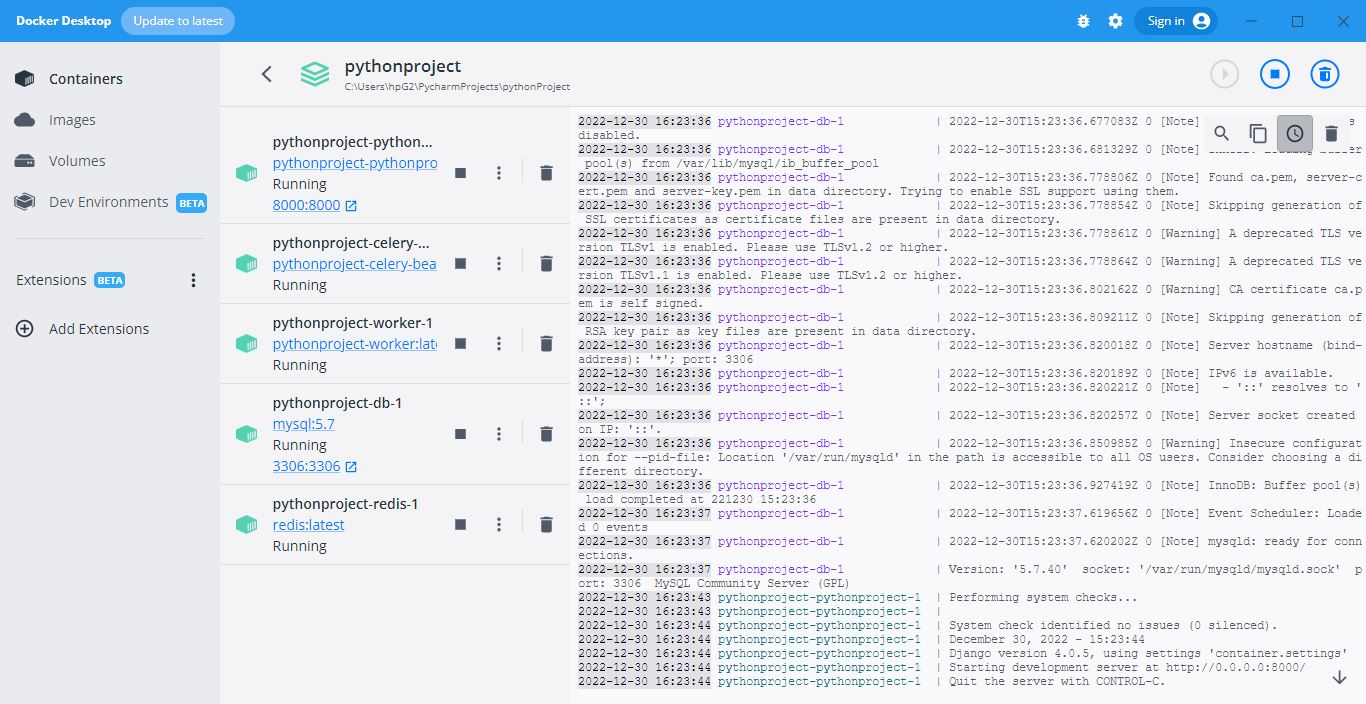 Docker Desktop
Update to latest
Sign in
Containers
Images
Volumes
Dev Environments BETA
Extensions BETA
Add Extensions
pythonproject
C:\Users\hpG2\PycharmProjects\pythonProject
pythonproject-python...
pythonproject-pythonpro
Running
8000:8000
pythonproject-celery-...
pythonproject-celery-bea
Running
pythonproject-worker-1
pythonproject-worker:late
Running
pythonproject-db-1
mysql:5.7
Running
3306:3306
pythonproject-redis-1
redis:latest
Running
2022-12-30 16:23:36 pythonproject-db-1 | 2022-12-30T15:23:36.677083Z 0 [Note]
disabled.
2022-12-30 16:23:36 pythonproject-db-1 | 2022-12-30T15:23:36.681329Z 0 [Note]
pool(s) from /var/lib/mysql/ib_buffer_pool
2022-12-30 16:23:36 pythonproject-db-1 | 2022-12-30T15:23:36.778806Z 0 [Note] Found ca.pem, server-c
ert.pem and server-key.pem in data directory. Trying to enable SSL support using them.
2022-12-30 16:23:36 pythonproject-db-1 | 2022-12-30T15:23:36.778854Z 0 [Note] Skipping generation of
SSL certificates as certificate files are present in data directory.
2022-12-30 16:23:36 pythonproject-db-1 | 2022-12-30T15:23:36.778861Z 0 [Warning] A deprecated TLS ve
rsion TLSv1 is enabled. Please use TLSv1.2 or higher.
2022-12-30 16:23:36 pythonproject-db-1 | 2022-12-30T15:23:36.778864Z 0 [Warning] A deprecated TLS ve
rsion TLSv1.1 is enabled. Please use TLSv1.2 or higher.
2022-12-30 16:23:36 pythonproject-db-1 | 2022-12-30T15:23:36.802162Z 0 [Warning] CA certificate ca.p
em is self signed.
2022-12-30 16:23:36 pythonproject-db-1 | 2022-12-30T15:23:36.809211Z 0 [Note] Skipping generation of
RSA key pair as key files are present in data directory.
2022-12-30 16:23:36 pythonproject-db-1 | 2022-12-30T15:23:36.820018Z 0 [Note] Server hostname (bind-
address): '*'; port: 3306
2022-12-30 16:23:36 pythonproject-db-1 | 2022-12-30T15:23:36.820189Z 0 [Note] IPv6 is available.
2022-12-30 16:23:36 pythonproject-db-1 | 2022-12-30T15:23:36.820221Z 0 [Note] - '::' resolves to '
::';
2022-12-30 16:23:36 pythonproject-db-1 | 2022-12-30T15:23:36.820257Z 0 [Note] Server socket created
on IP: '::'.
2022-12-30 16:23:36 pythonproject-db-1 | 2022-12-30T15:23:36.850985Z 0 [Warning] Insecure configurat
ion for --pid-file: Location '/var/run/mysqld' in the path is accessible to all OS users. Consider choosing a di
fferent directory.
2022-12-30 16:23:36 pythonproject-db-1 | 2022-12-30T15:23:36.927419Z 0 [Note] InnoDB: Buffer pool(s)
load completed at 221230 15:23:36
2022-12-30 16:23:37 pythonproject-db-1 | 2022-12-30T15:23:37.619656Z 0 [Note] Event Scheduler: Loade
d 0 events
2022-12-30 16:23:37 pythonproject-db-1 | 2022-12-30T15:23:37.620202Z 0 [Note] mysqld: ready for conn
ections.
2022-12-30 16:23:37 pythonproject-db-1 | Version: '5.7.40' socket: '/var/run/mysqld/mysqld.sock' p
ort: 3306 MySQL Community Server (GPL)
2022-12-30 16:23:43 pythonproject-pythonproject-1 | Performing system checks...
2022-12-30 16:23:43 pythonproject-pythonproject-1 |
2022-12-30 16:23:44 pythonproject-pythonproject-1 | System check identified no issues (0 silenced).
2022-12-30 16:23:44 pythonproject-pythonproject-1 | December 30, 2022 - 15:23:44
2022-12-30 16:23:44 pythonproject-pythonproject-1 | Django version 4.0.5, using settings 'container.settings'
2022-12-30 16:23:44 pythonproject-pythonproject-1 | Starting development server at http://0.0.0.0:8000/
2022-12-30 16:23:44 pythonproject-pythonproject-1 | Quit the server with CONTROL-C.